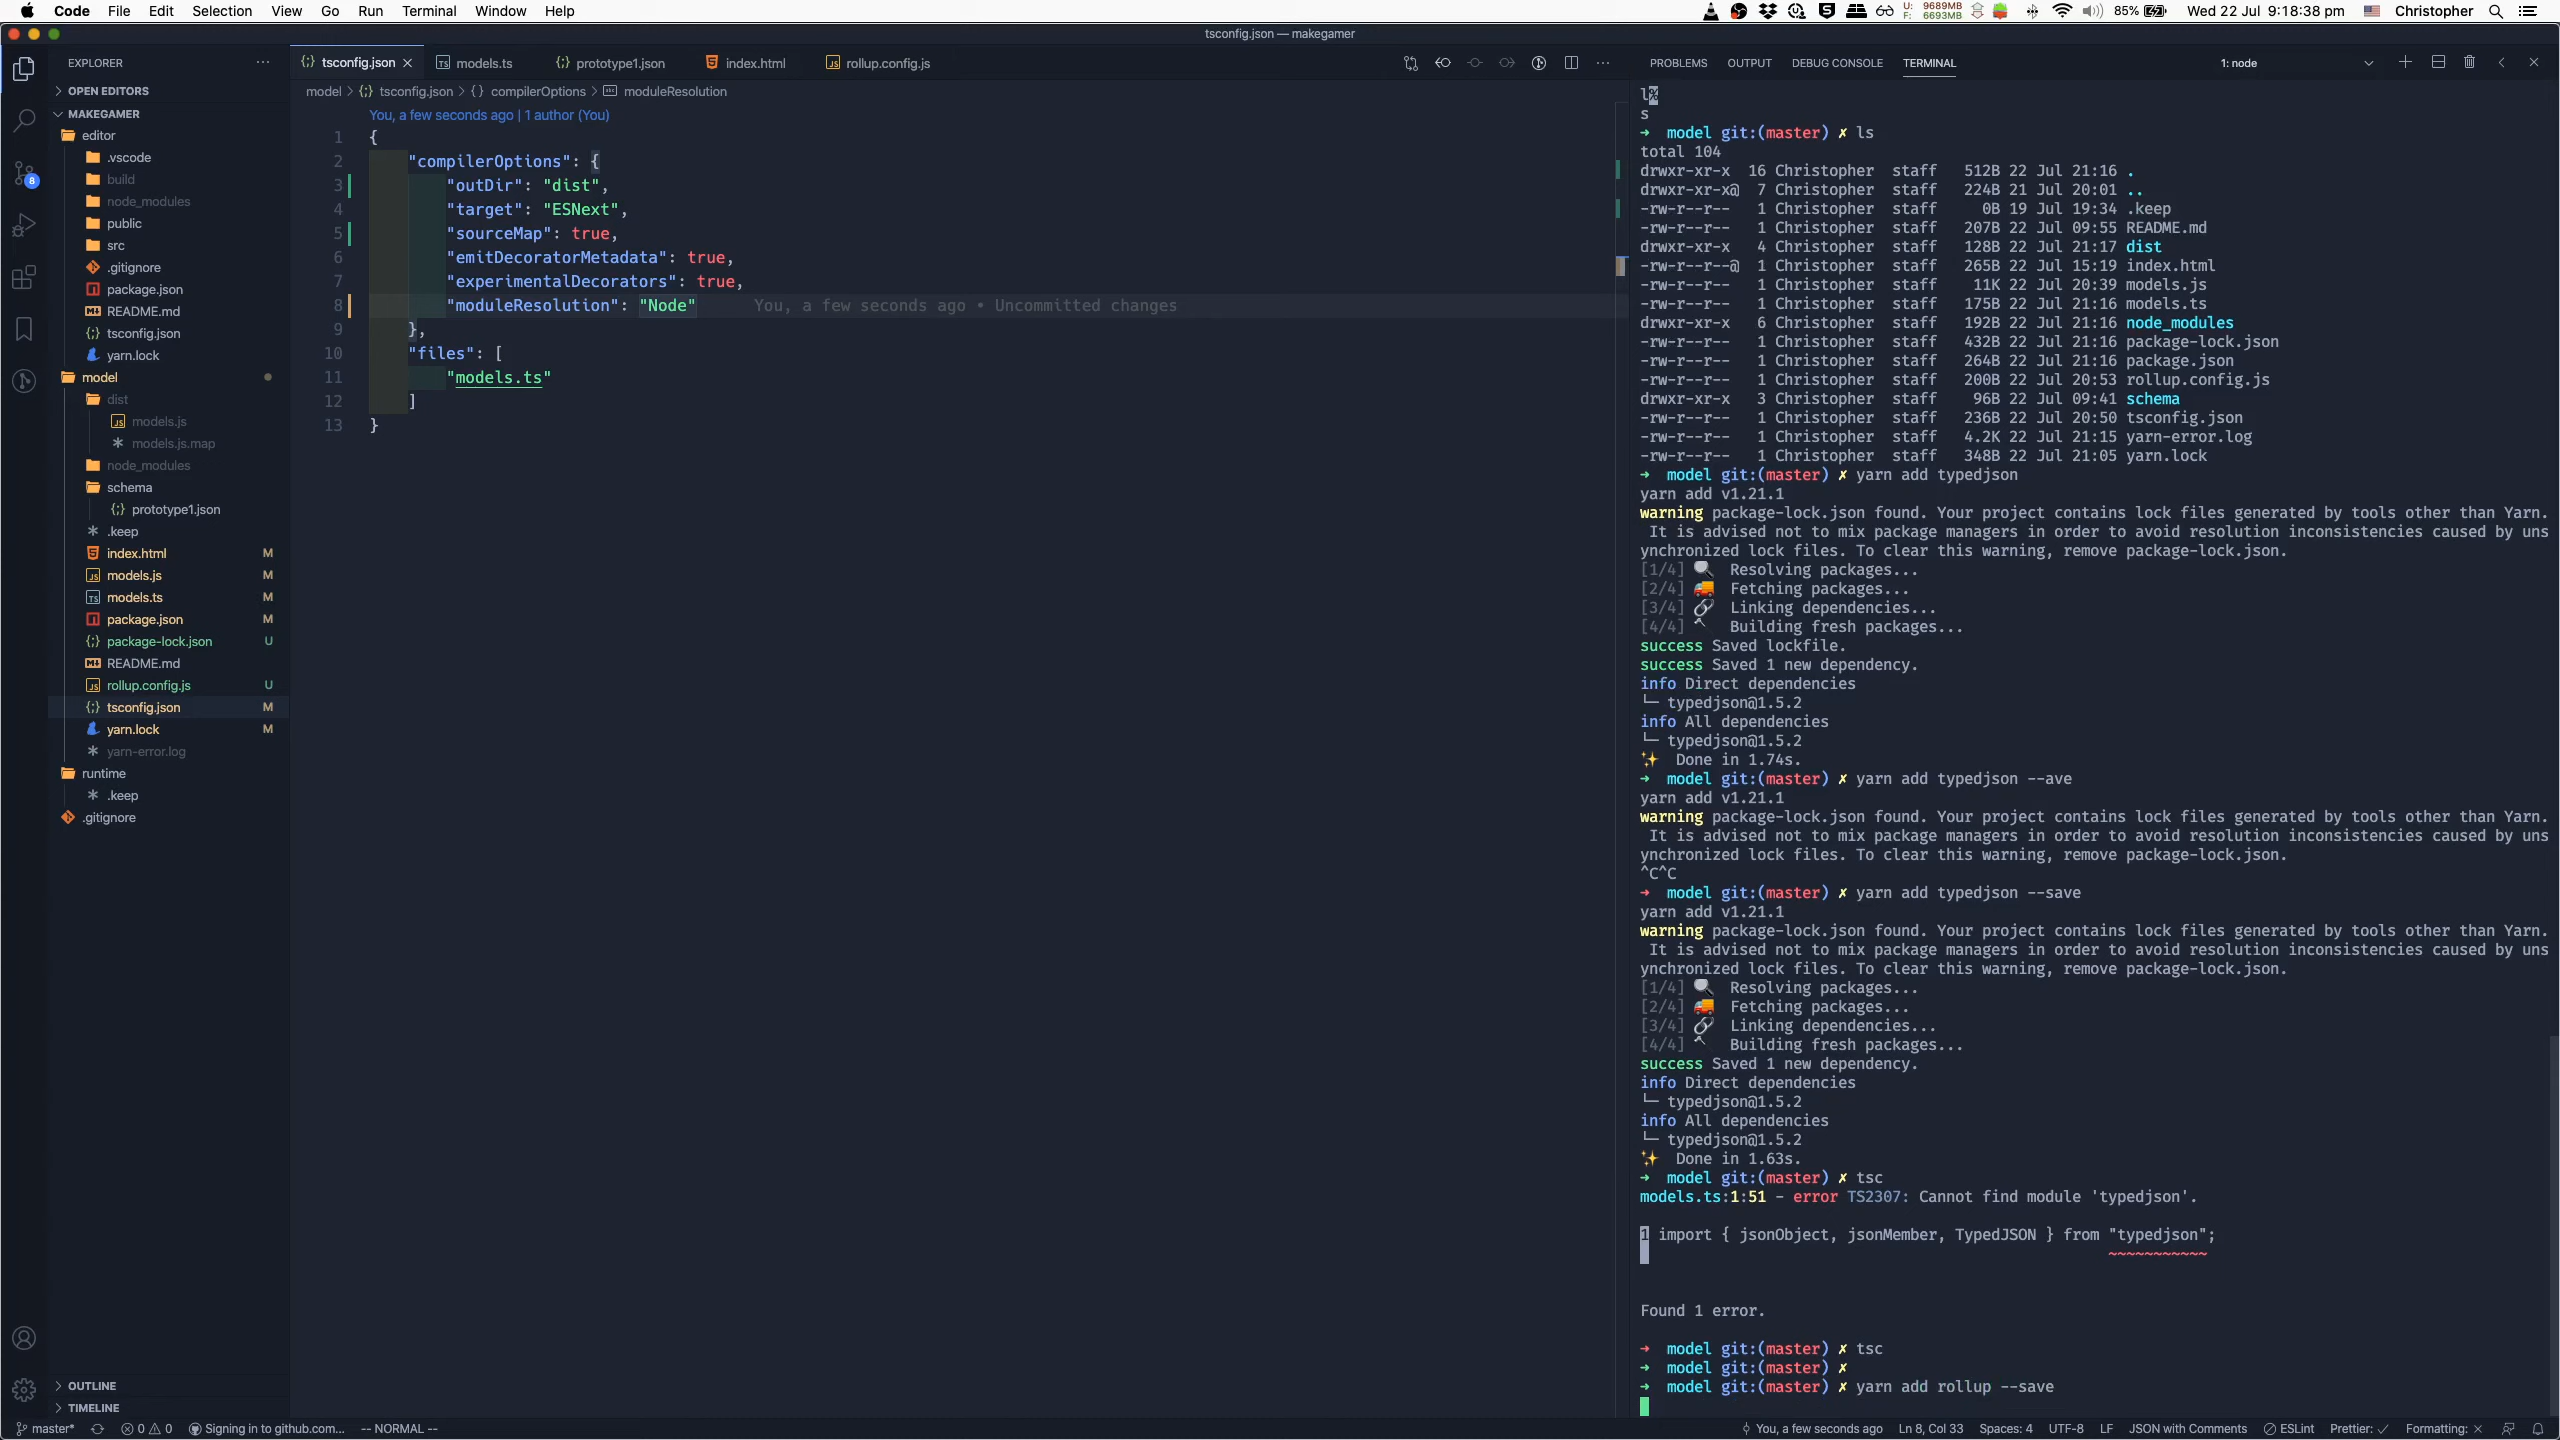 Code File Edit Selection View Go Run Terminal Window Help
U: 9689MB
F: 6693MB
85% Wed 22 Jul 9:18:38 pm Christopher
tsconfig.json — makegamer
EXPLORER
OPEN EDITORS
MAKEGAMER
editor
.vscode
build
node_modules
public
src
.gitignore
package.json
README.md
tsconfig.json
yarn.lock
model
dist
models.js
models.js.map
node_modules
schema
prototype1.json
.keep
index.html M
models.js M
models.ts M
package.json M
package-lock.json U
README.md
rollup.config.js U
tsconfig.json M
yarn.lock M
yarn-error.log
runtime
.keep
.gitignore
OUTLINE
TIMELINE
8
tsconfig.json models.ts prototype1.json index.html rollup.config.js
model > tsconfig.json > {} compilerOptions > moduleResolution
You, a few seconds ago | 1 author (You)
1 {
2 "compilerOptions": {
3 "outDir": "dist",
4 "target": "ESNext",
5 "sourceMap": true,
6 "emitDecoratorMetadata": true,
7 "experimentalDecorators": true,
8 "moduleResolution": "Node" You, a few seconds ago • Uncommitted changes
9 },
10 "files": [
11 "models.ts"
12 ]
13 }
PROBLEMS OUTPUT DEBUG CONSOLE TERMINAL 1: node
l%
s
→ model git:(master) ✗ ls
total 104
drwxr-xr-x 16 Christopher staff 512B 22 Jul 21:16 .
drwxr-xr-x@ 7 Christopher staff 224B 21 Jul 20:01 ..
-rw-r--r-- 1 Christopher staff 0B 19 Jul 19:34 .keep
-rw-r--r-- 1 Christopher staff 207B 22 Jul 09:55 README.md
drwxr-xr-x 4 Christopher staff 128B 22 Jul 21:17 dist
-rw-r--r--@ 1 Christopher staff 265B 22 Jul 15:19 index.html
-rw-r--r-- 1 Christopher staff 11K 22 Jul 20:39 models.js
-rw-r--r-- 1 Christopher staff 175B 22 Jul 21:16 models.ts
drwxr-xr-x 6 Christopher staff 192B 22 Jul 21:16 node_modules
-rw-r--r-- 1 Christopher staff 432B 22 Jul 21:16 package-lock.json
-rw-r--r-- 1 Christopher staff 264B 22 Jul 21:16 package.json
-rw-r--r-- 1 Christopher staff 200B 22 Jul 20:53 rollup.config.js
drwxr-xr-x 3 Christopher staff 96B 22 Jul 09:41 schema
-rw-r--r-- 1 Christopher staff 236B 22 Jul 20:50 tsconfig.json
-rw-r--r-- 1 Christopher staff 4.2K 22 Jul 21:15 yarn-error.log
-rw-r--r-- 1 Christopher staff 348B 22 Jul 21:05 yarn.lock
→ model git:(master) ✗ yarn add typedjson
yarn add v1.21.1
warning package-lock.json found. Your project contains lock files generated by tools other than Yarn.
It is advised not to mix package managers in order to avoid resolution inconsistencies caused by uns
ynchronized lock files. To clear this warning, remove package-lock.json.
[1/4] 🔍 Resolving packages...
[2/4] 🚚 Fetching packages...
[3/4] 🔗 Linking dependencies...
[4/4] 🔨 Building fresh packages...
success Saved lockfile.
success Saved 1 new dependency.
info Direct dependencies
└─ typedjson@1.5.2
info All dependencies
└─ typedjson@1.5.2
✨ Done in 1.74s.
→ model git:(master) ✗ yarn add typedjson --ave
yarn add v1.21.1
warning package-lock.json found. Your project contains lock files generated by tools other than Yarn.
It is advised not to mix package managers in order to avoid resolution inconsistencies caused by uns
ynchronized lock files. To clear this warning, remove package-lock.json.
^C^C
→ model git:(master) ✗ yarn add typedjson --save
yarn add v1.21.1
warning package-lock.json found. Your project contains lock files generated by tools other than Yarn.
It is advised not to mix package managers in order to avoid resolution inconsistencies caused by uns
ynchronized lock files. To clear this warning, remove package-lock.json.
[1/4] 🔍 Resolving packages...
[2/4] 🚚 Fetching packages...
[3/4] 🔗 Linking dependencies...
[4/4] 🔨 Building fresh packages...
success Saved 1 new dependency.
info Direct dependencies
└─ typedjson@1.5.2
info All dependencies
└─ typedjson@1.5.2
✨ Done in 1.63s.
→ model git:(master) ✗ tsc
models.ts:1:51 - error TS2307: Cannot find module 'typedjson'.
1 import { jsonObject, jsonMember, TypedJSON } from "typedjson";
~~~~~~~~~~~
Found 1 error.
→ model git:(master) ✗ tsc
→ model git:(master) ✗
→ model git:(master) ✗ yarn add rollup --save
master* 0 0 Signing in to github.com... -- NORMAL -- You, a few seconds ago Ln 8, Col 33 Spaces: 4 UTF-8 LF JSON with Comments ESLint Prettier: ✓ Formatting: ✕